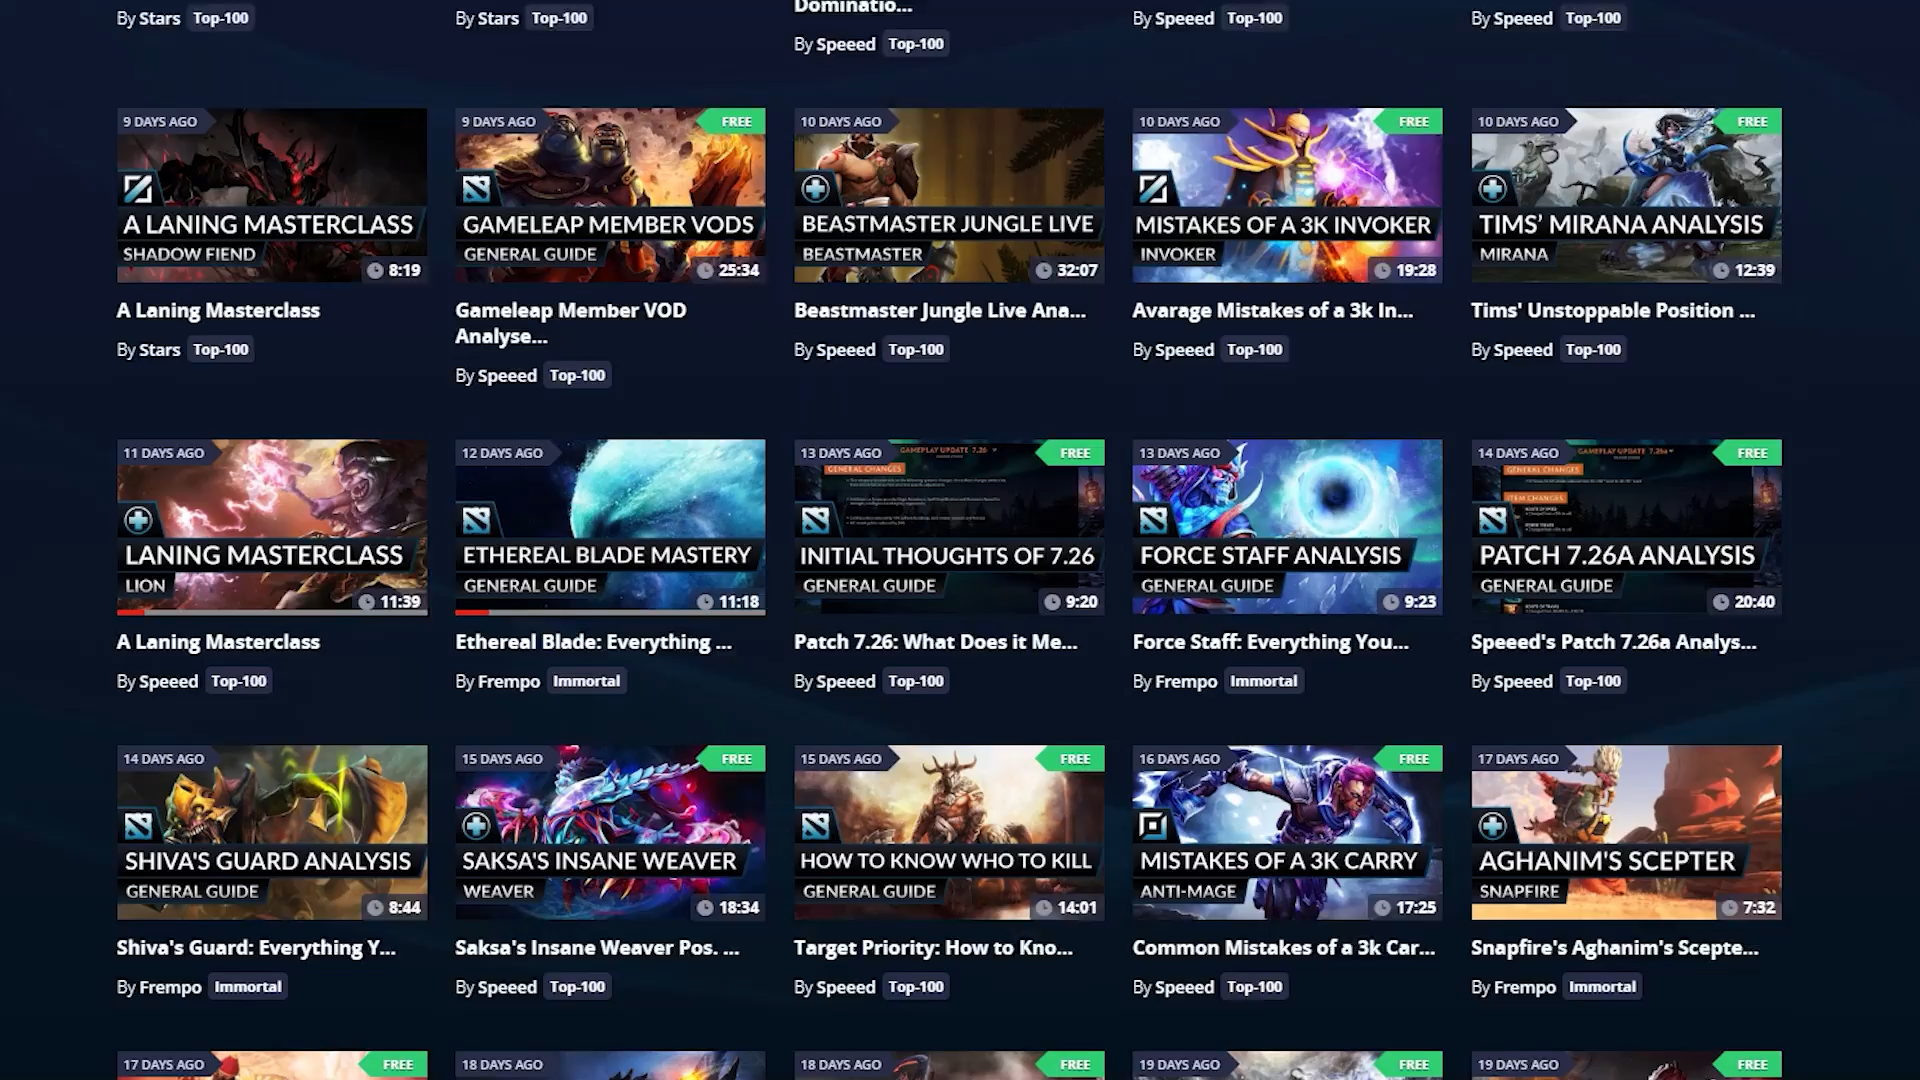 Dominatio...
By Stars Top-100
By Stars Top-100
By Speeed Top-100
By Speeed Top-100
By Speeed Top-100
9 DAYS AGO
A LANING MASTERCLASS
SHADOW FIEND
8:19
A Laning Masterclass
By Stars Top-100
9 DAYS AGO
FREE
GAMELEAP MEMBER VODS
GENERAL GUIDE
25:34
Gameleap Member VOD
Analyse...
By Speeed Top-100
10 DAYS AGO
BEASTMASTER JUNGLE LIVE
BEASTMASTER
32:07
Beastmaster Jungle Live Ana...
By Speeed Top-100
10 DAYS AGO
FREE
MISTAKES OF A 3K INVOKER
INVOKER
19:28
Avarage Mistakes of a 3k In...
By Speeed Top-100
10 DAYS AGO
FREE
TIMS' MIRANA ANALYSIS
MIRANA
12:39
Tims' Unstoppable Position ...
By Speeed Top-100
11 DAYS AGO
LANING MASTERCLASS
LION
11:39
A Laning Masterclass
By Speeed Top-100
12 DAYS AGO
ETHEREAL BLADE MASTERY
GENERAL GUIDE
11:18
Ethereal Blade: Everything ...
By Frempo Immortal
13 DAYS AGO
FREE
GAMEPLAY UPDATE 7.26
GENERAL CHANGES
INITIAL THOUGHTS OF 7.26
GENERAL GUIDE
9:20
Patch 7.26: What Does it Me...
By Speeed Top-100
13 DAYS AGO
FORCE STAFF ANALYSIS
GENERAL GUIDE
9:23
Force Staff: Everything You...
By Frempo Immortal
14 DAYS AGO
FREE
GAMEPLAY UPDATE 7.26a
GENERAL CHANGES
ITEM CHANGES
PATCH 7.26A ANALYSIS
GENERAL GUIDE
20:40
Speeed's Patch 7.26a Analys...
By Speeed Top-100
14 DAYS AGO
SHIVA'S GUARD ANALYSIS
GENERAL GUIDE
8:44
Shiva's Guard: Everything Y...
By Frempo Immortal
15 DAYS AGO
FREE
SAKSA'S INSANE WEAVER
WEAVER
18:34
Saksa's Insane Weaver Pos. ...
By Speeed Top-100
15 DAYS AGO
FREE
HOW TO KNOW WHO TO KILL
GENERAL GUIDE
14:01
Target Priority: How to Kno...
By Speeed Top-100
16 DAYS AGO
FREE
MISTAKES OF A 3K CARRY
ANTI-MAGE
17:25
Common Mistakes of a 3k Car...
By Speeed Top-100
17 DAYS AGO
AGHANIM'S SCEPTER
SNAPFIRE
7:32
Snapfire's Aghanim's Scepte...
By Frempo Immortal
17 DAYS AGO
FREE
18 DAYS AGO
18 DAYS AGO
FREE
19 DAYS AGO
FREE
19 DAYS AGO
FREE